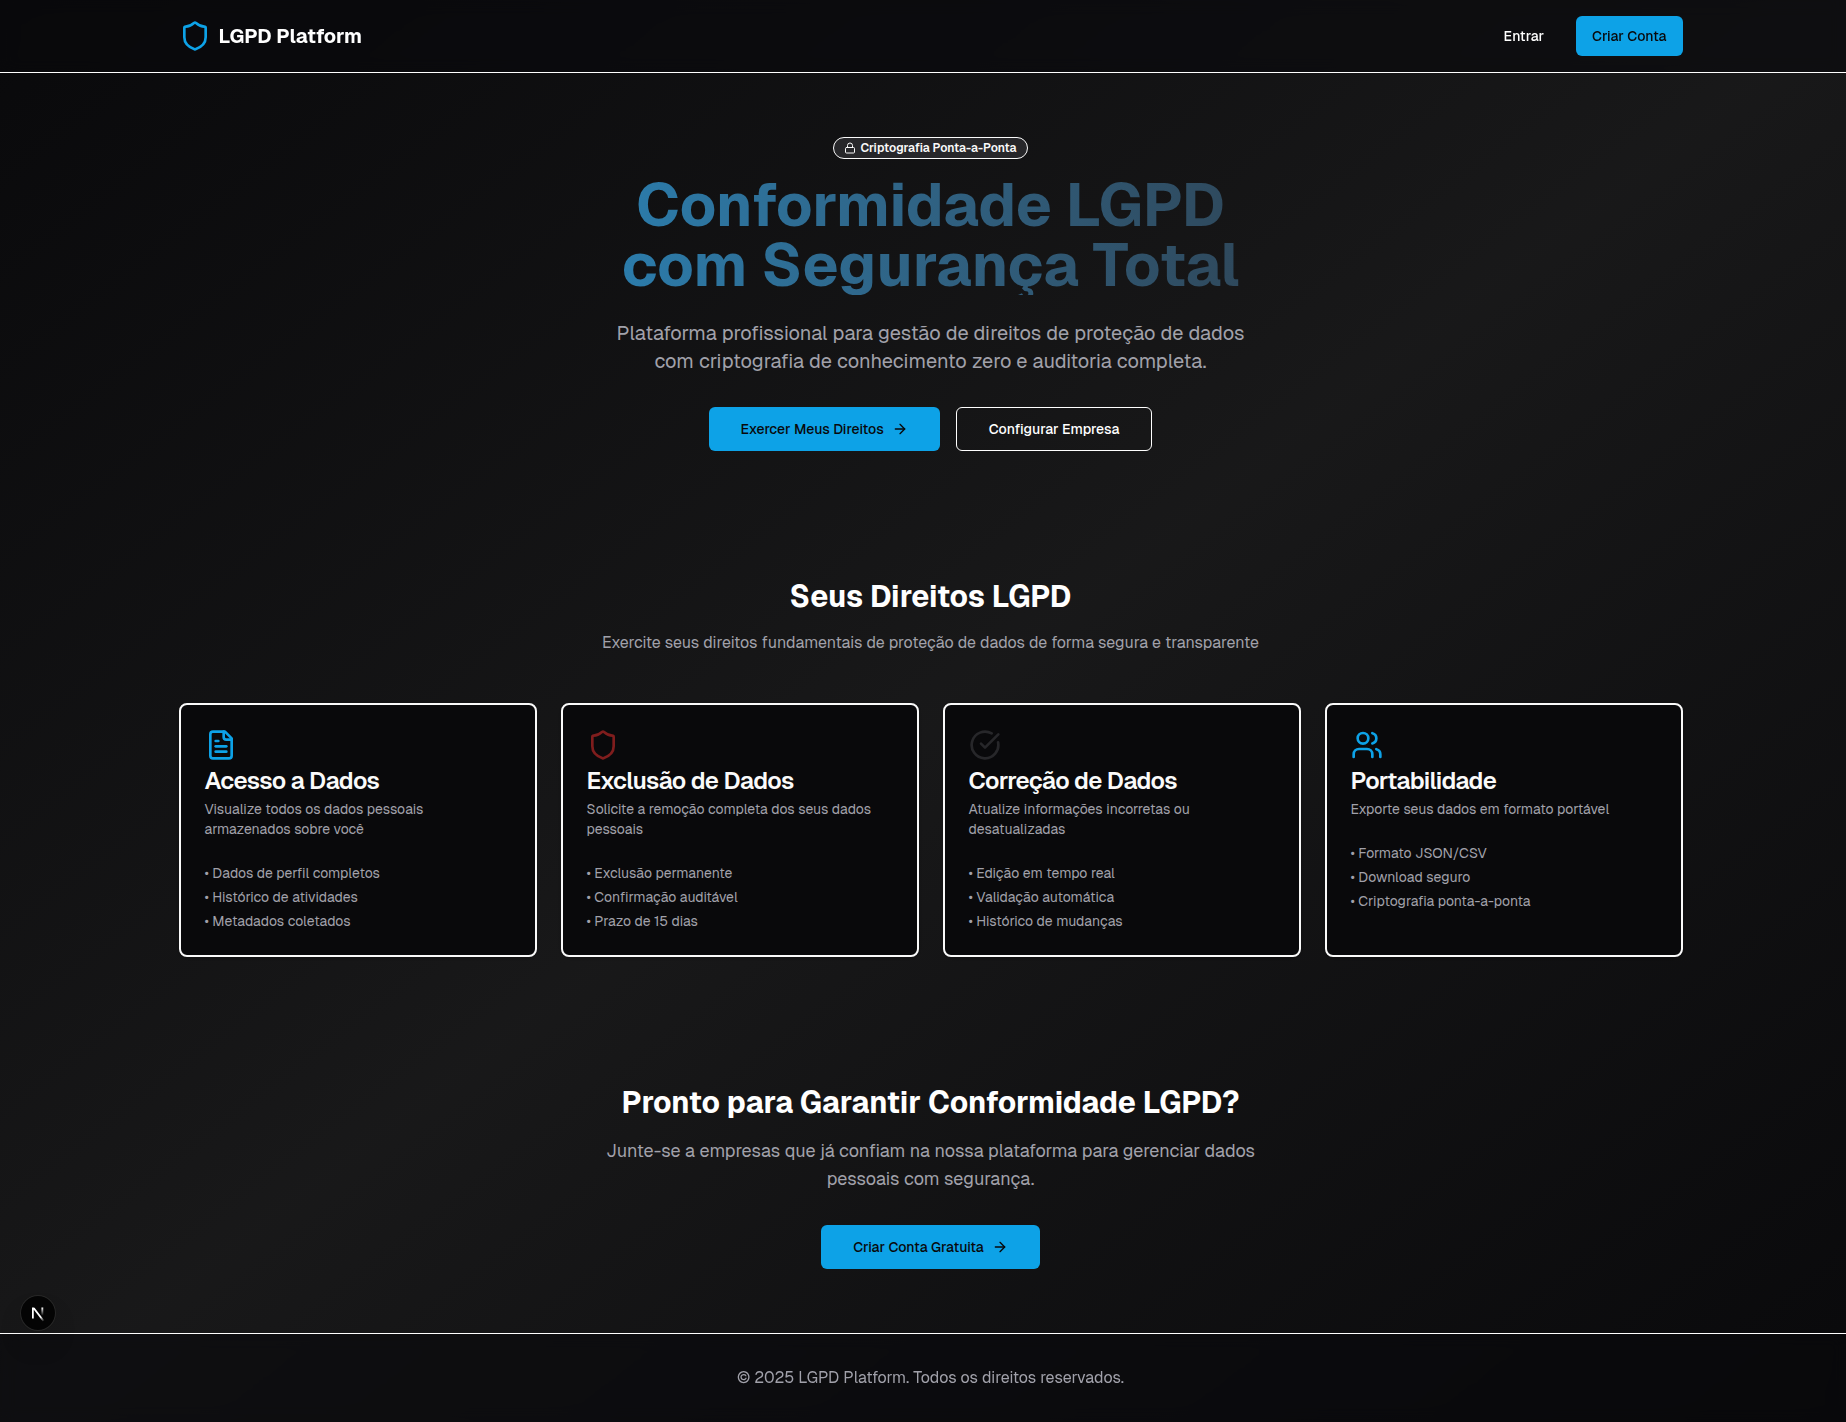 LGPD Platform
Entrar
Criar Conta
Criptografia Ponta-a-Ponta
Conformidade LGPD
com Segurança Total
Plataforma profissional para gestão de direitos de proteção de dados
com criptografia de conhecimento zero e auditoria completa.
Exercer Meus Direitos
Configurar Empresa
Seus Direitos LGPD
Exercite seus direitos fundamentais de proteção de dados de forma segura e transparente
Acesso a Dados
Visualize todos os dados pessoais
armazenados sobre você
• Dados de perfil completos
• Histórico de atividades
• Metadados coletados
Exclusão de Dados
Solicite a remoção completa dos seus dados
pessoais
• Exclusão permanente
• Confirmação auditável
• Prazo de 15 dias
Correção de Dados
Atualize informações incorretas ou
desatualizadas
• Edição em tempo real
• Validação automática
• Histórico de mudanças
Portabilidade
Exporte seus dados em formato portável
• Formato JSON/CSV
• Download seguro
• Criptografia ponta-a-ponta
Pronto para Garantir Conformidade LGPD?
Junte-se a empresas que já confiam na nossa plataforma para gerenciar dados
pessoais com segurança.
Criar Conta Gratuita
N
© 2025 LGPD Platform. Todos os direitos reservados.